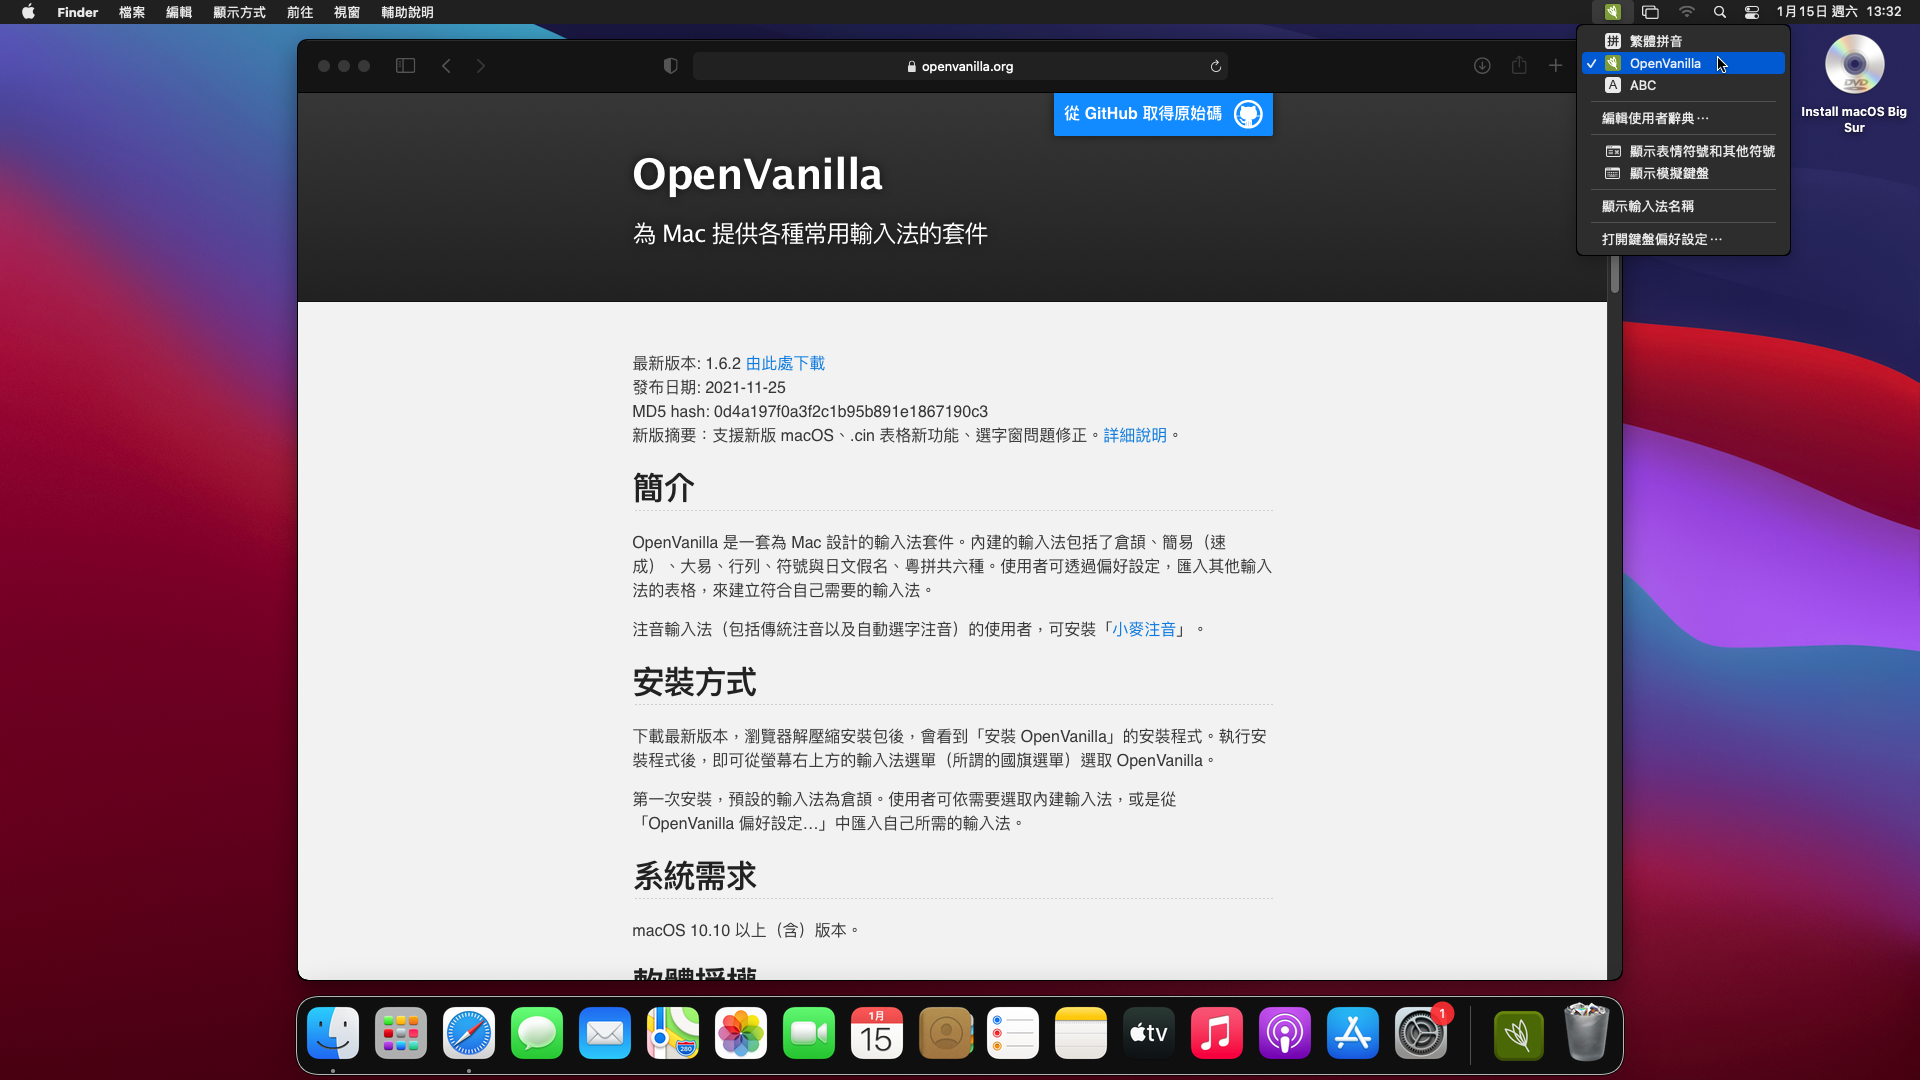 Finder 檔案 編輯 顯示方式 前往 視窗 輔助說明 1月15日 週六 13:32
拼 繁體拼音
✓ OpenVanilla
A ABC
編輯使用者辭典…
顯示表情符號和其他符號
顯示模擬鍵盤
顯示輸入法名稱
打開鍵盤偏好設定…
DVD
Install macOS Big
Sur
openvanilla.org
從 GitHub 取得原始碼
OpenVanilla
為 Mac 提供各種常用輸入法的套件
最新版本: 1.6.2 由此處下載
發布日期: 2021-11-25
MD5 hash: 0d4a197f0a3f2c1b95b891e1867190c3
新版摘要：支援新版 macOS、.cin 表格新功能、選字窗問題修正。詳細說明。
簡介
OpenVanilla 是一套為 Mac 設計的輸入法套件。內建的輸入法包括了倉頡、簡易（速
成）、大易、行列、符號與日文假名、粵拼共六種。使用者可透過偏好設定，匯入其他輸入
法的表格，來建立符合自己需要的輸入法。
注音輸入法（包括傳統注音以及自動選字注音）的使用者，可安裝「小麥注音」。
安裝方式
下載最新版本，瀏覽器解壓縮安裝包後，會看到「安裝 OpenVanilla」的安裝程式。執行安
裝程式後，即可從螢幕右上方的輸入法選單（所謂的國旗選單）選取 OpenVanilla。
第一次安裝，預設的輸入法為倉頡。使用者可依需要選取內建輸入法，或是從
「OpenVanilla 偏好設定...」中匯入自己所需的輸入法。
系統需求
macOS 10.10 以上（含）版本。
軟體授權
280
1月
15
tv
1